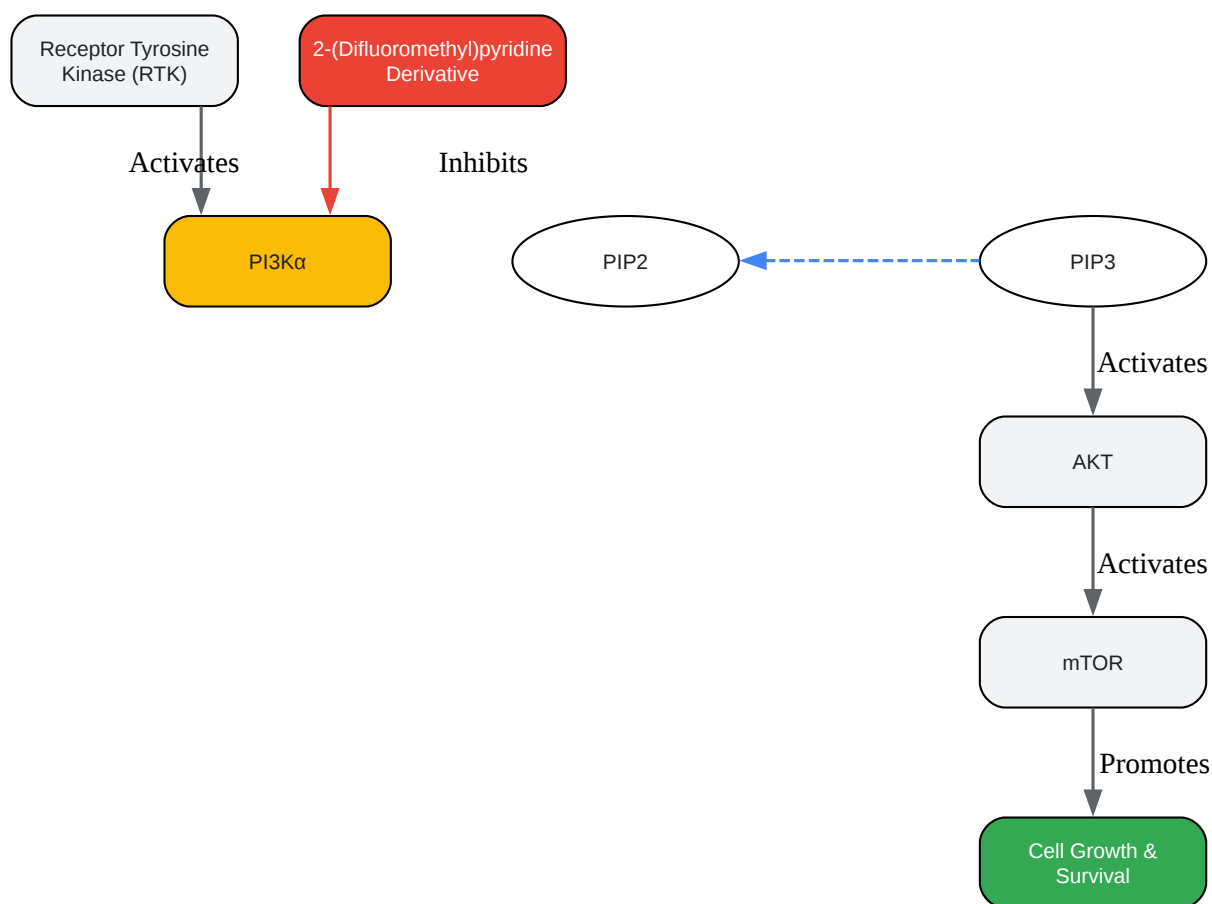 Receptor Tyrosine
Kinase (RTK)
2-(Difluoromethyl)pyridine
Derivative
Activates
Inhibits
PI3Kα
PIP2
PIP3
Activates
AKT
Activates
mTOR
Promotes
Cell Growth &
Survival